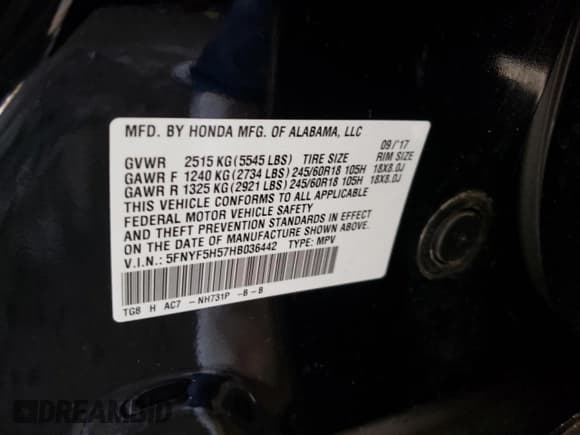 MFD. BY HONDA MFG. OF ALABAMA, LLC 09/'17
GVWR 2515 KG(5545 LBS) TIRE SIZE RIM SIZE
GAWR F 1240 KG(2734 LBS) 245/60R18 105H 18X8.0J
GAWR R 1325 KG(2921 LBS) 245/60R18 105H 18X8.0J
THIS VEHICLE CONFORMS TO ALL APPLICABLE
FEDERAL MOTOR VEHICLE SAFETY
AND THEFT PREVENTION STANDARDS IN EFFECT
ON THE DATE OF MANUFACTURE SHOWN ABOVE.
V.I.N.: 5FNYF5H57HB036442 TYPE: MPV
TG8 H AC7 -NH731P -B-B
DREAMBID